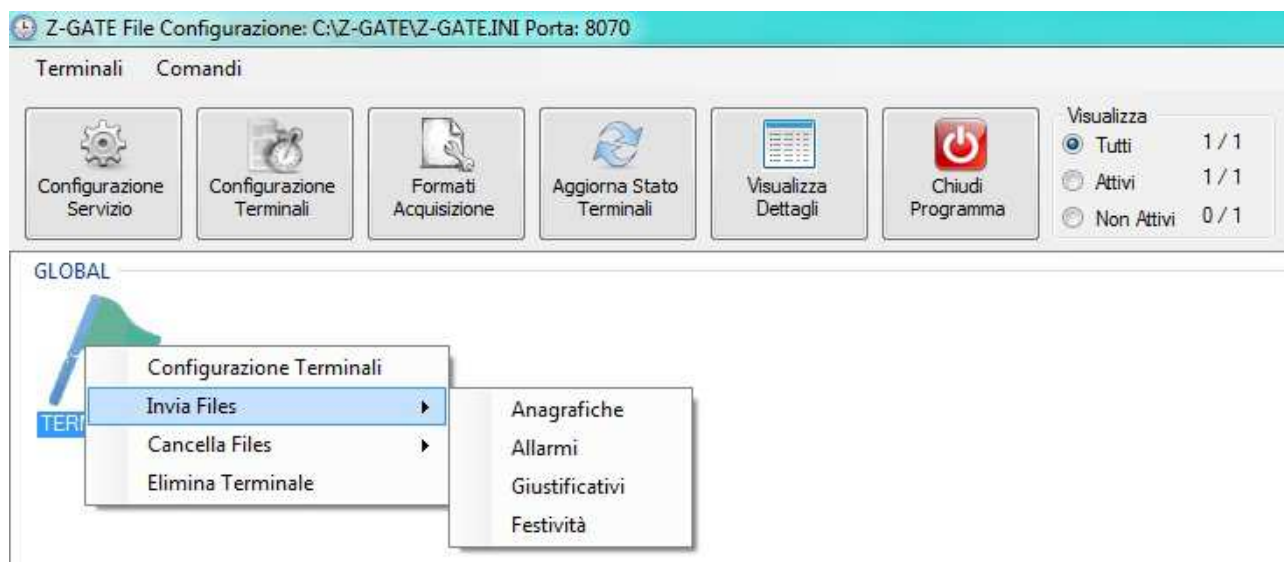 Z-GATE File Configurazione: C:\Z-GATE\Z-GATE.INI Porta: 8070
Terminali Comandi
Configurazione Servizio
Configurazione Terminali
Formati Acquisizione
Aggiorna Stato Terminali
Visualizza Dettagli
Chiudi Programma
Visualizza
Tutti 1 / 1
Attivi 1 / 1
Non Attivi 0 / 1
GLOBAL
Configurazione Terminali
Invia Files
Cancella Files
Elimina Terminale
Anagrafiche
Allarmi
Giustificativi
Festività